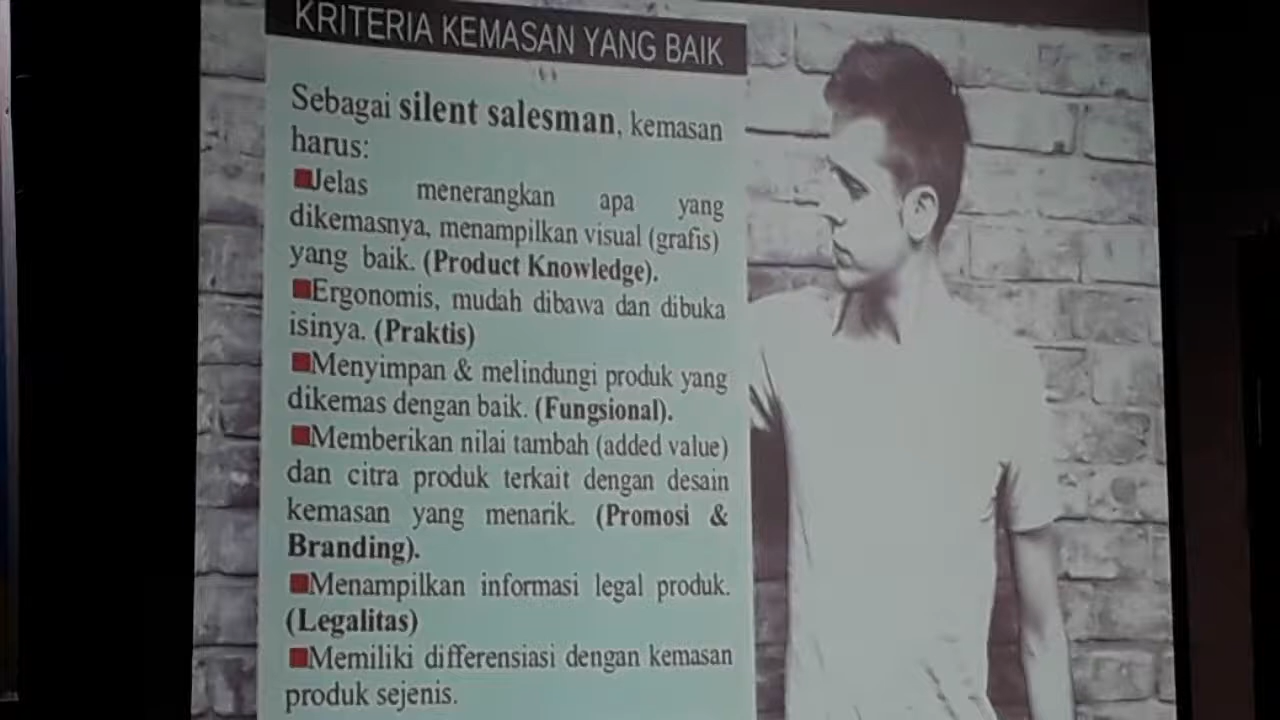 KRITERIA KEMASAN YANG BAIK
Sebagai silent salesman, kemasan
harus:
Jelas menerangkan apa yang
dikemasnya, menampilkan visual (grafis)
yang baik. (Product Knowledge).
Ergonomis, mudah dibawa dan dibuka
isinya. (Praktis)
Menyimpan & melindungi produk yang
dikemas dengan baik. (Fungsional).
Memberikan nilai tambah (added value)
dan citra produk terkait dengan desain
kemasan yang menarik. (Promosi &
Branding).
Menampilkan informasi legal produk.
(Legalitas)
Memiliki differensiasi dengan kemasan
produk sejenis.